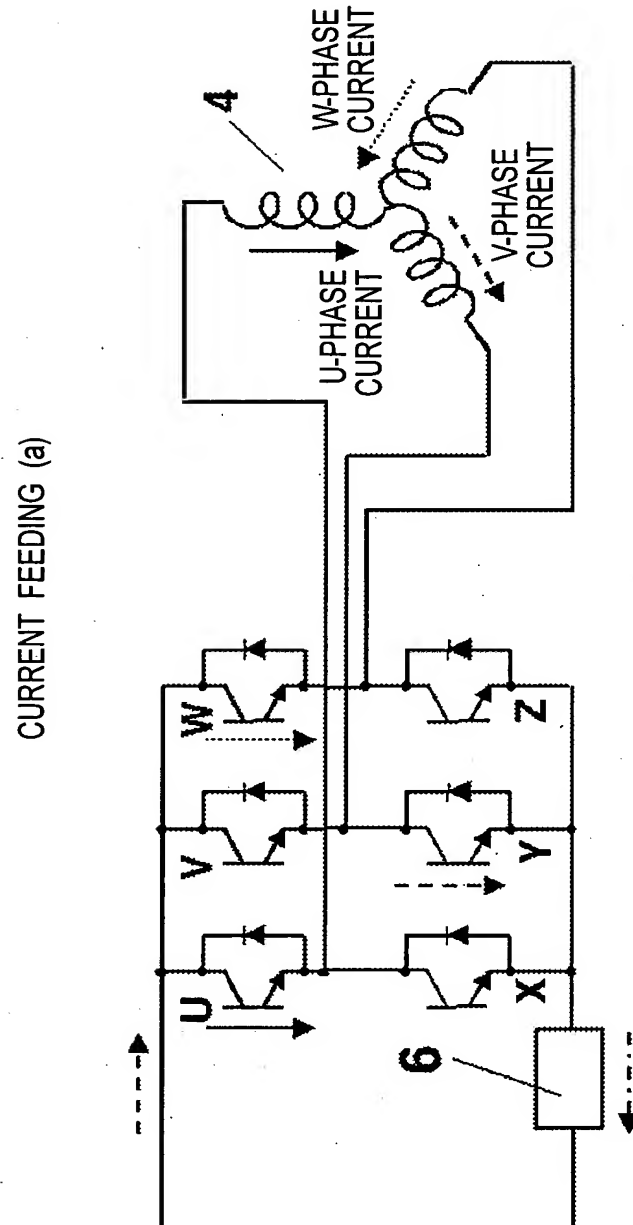 CURRENT FEEDING (a)
4
W-PHASE
CURRENT
U-PHASE
CURRENT
V-PHASE
CURRENT
U
V
W
X
Y
Z
6